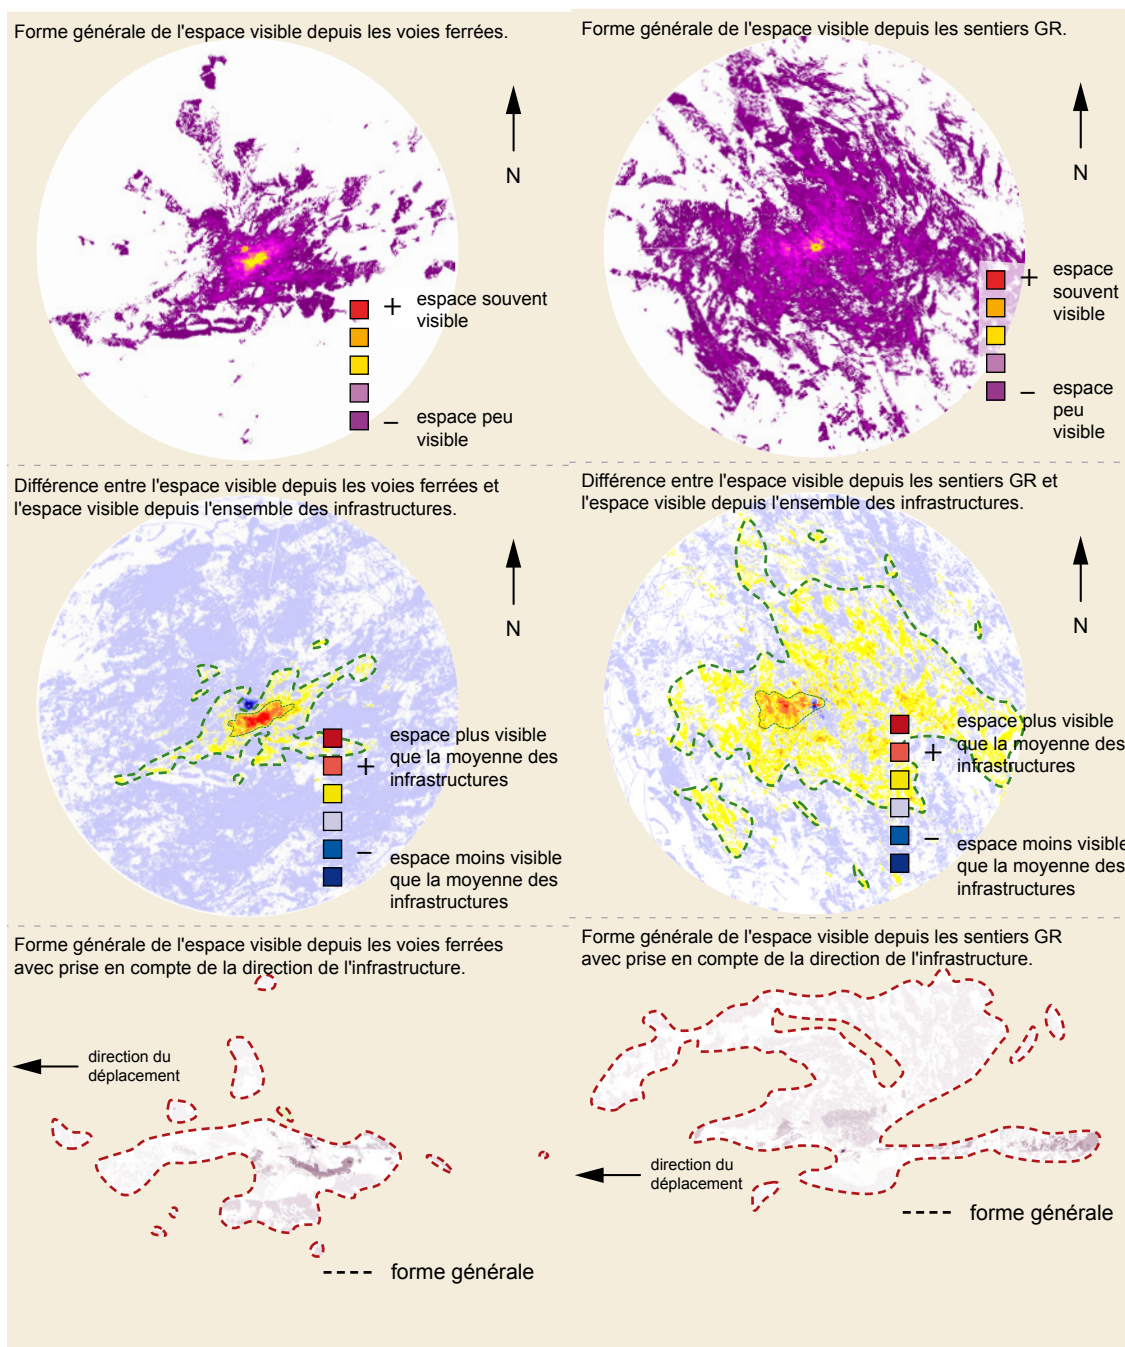 Forme générale de l'espace visible depuis les voies ferrées.
N
+ espace souvent
visible
– espace peu
visible
Forme générale de l'espace visible depuis les sentiers GR.
N
+ espace
souvent
visible
– espace
peu
visible
Différence entre l'espace visible depuis les voies ferrées et
l'espace visible depuis l'ensemble des infrastructures.
N
espace plus visible
+ que la moyenne des
infrastructures
– espace moins visible
que la moyenne des
infrastructures
Différence entre l'espace visible depuis les sentiers GR et
l'espace visible depuis l'ensemble des infrastructures.
N
espace plus visible
+ que la moyenne des
infrastructures
– espace moins visible
que la moyenne des
infrastructures
Forme générale de l'espace visible depuis les voies ferrées
avec prise en compte de la direction de l'infrastructure.
direction du
déplacement
forme générale
Forme générale de l'espace visible depuis les sentiers GR
avec prise en compte de la direction de l'infrastructure.
direction du
déplacement
forme générale